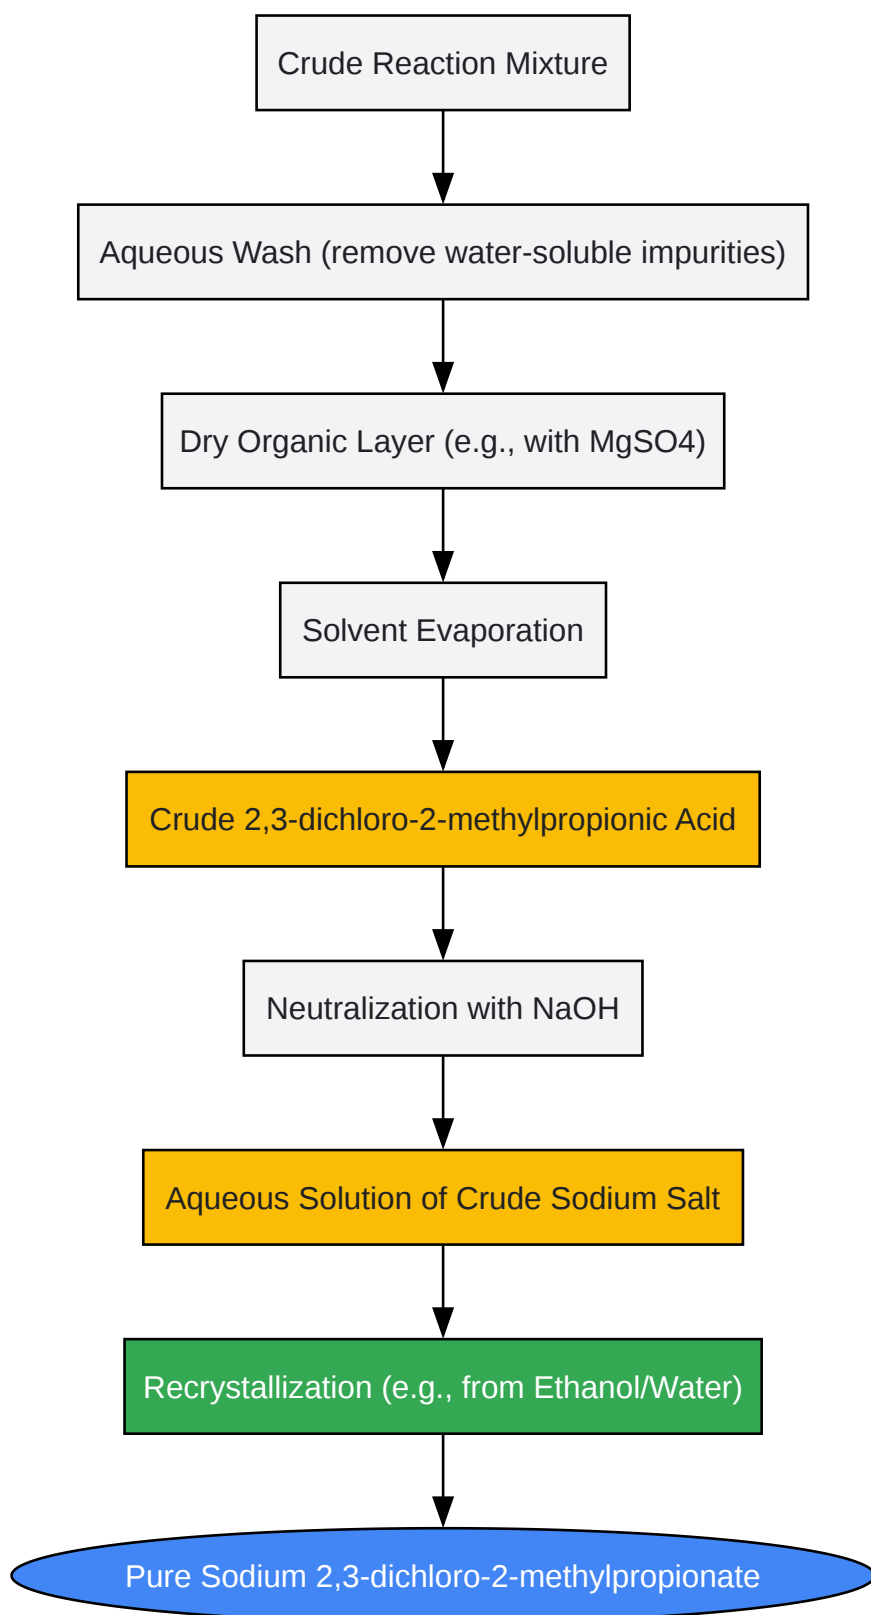 Crude Reaction Mixture
Aqueous Wash (remove water-soluble impurities)
Dry Organic Layer (e.g., with MgSO4)
Solvent Evaporation
Crude 2,3-dichloro-2-methylpropionic Acid
Neutralization with NaOH
Aqueous Solution of Crude Sodium Salt
Recrystallization (e.g., from Ethanol/Water)
Pure Sodium 2,3-dichloro-2-methylpropionate